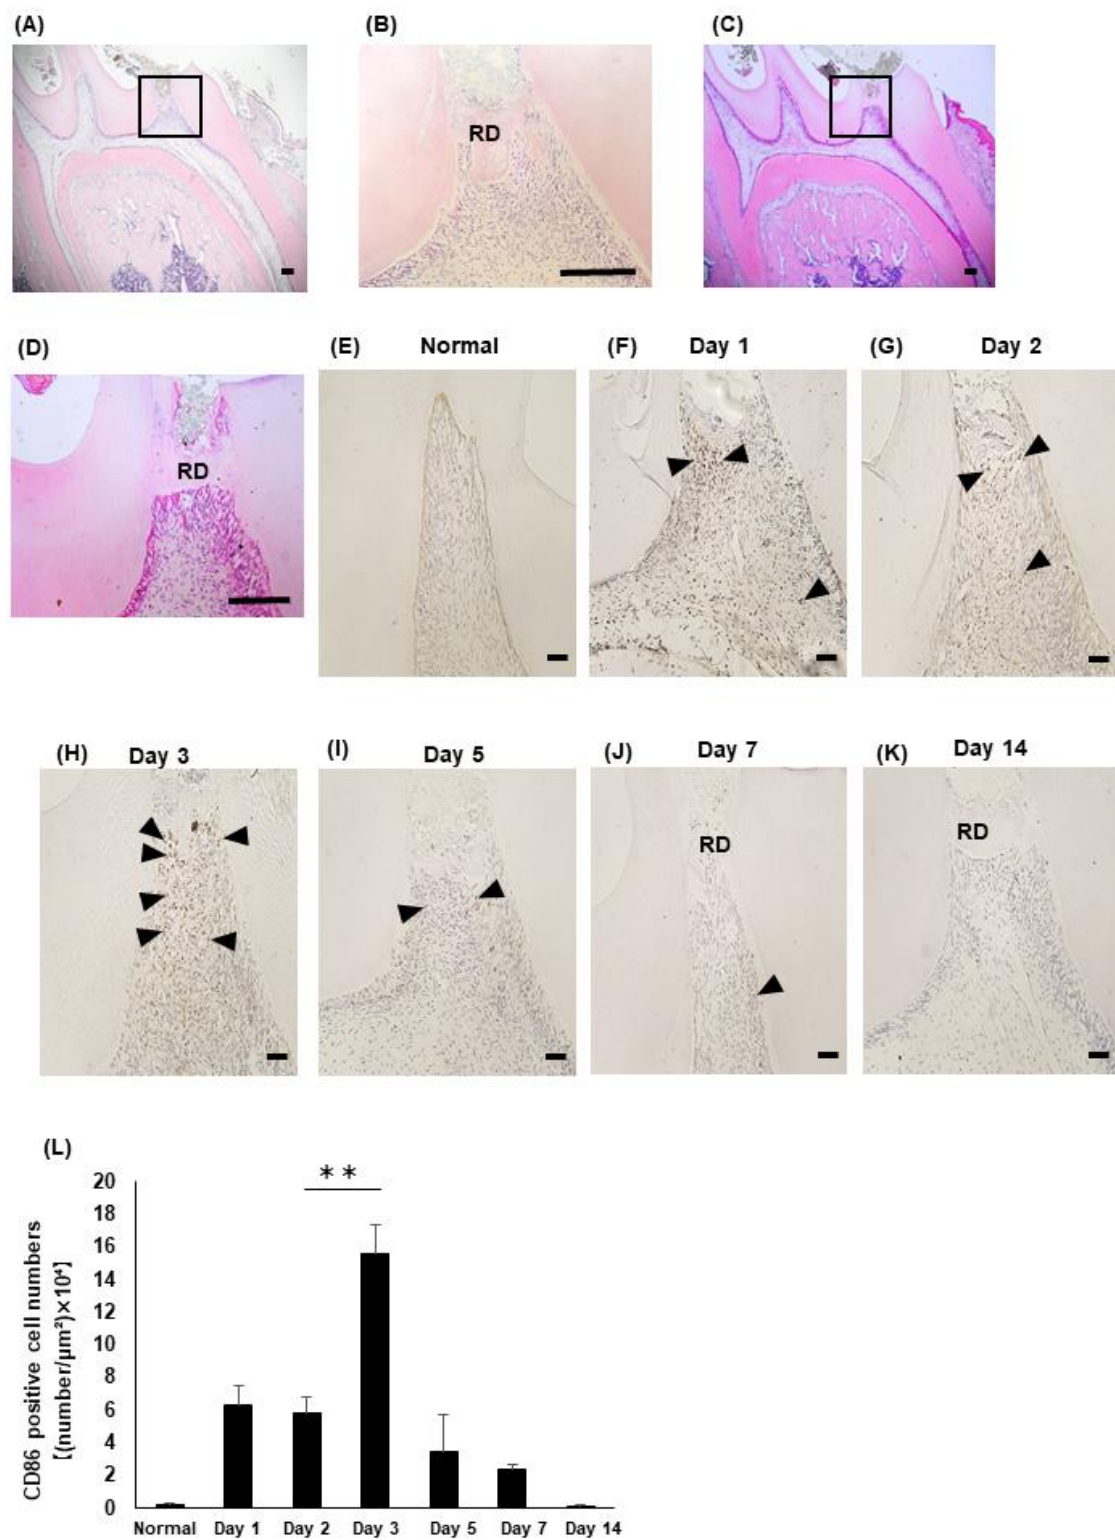 (A)
(B)
RD
(C)
(D)
RD
(E) Normal
(F) Day 1
(G) Day 2
(H) Day 3
(I) Day 5
(J) Day 7
RD
(K) Day 14
RD
(L)
CD86 positive cell numbers
[(number/μm²)×10⁴]
**
20
18
16
14
12
10
8
6
4
2
0
Normal Day 1 Day 2 Day 3 Day 5 Day 7 Day 14